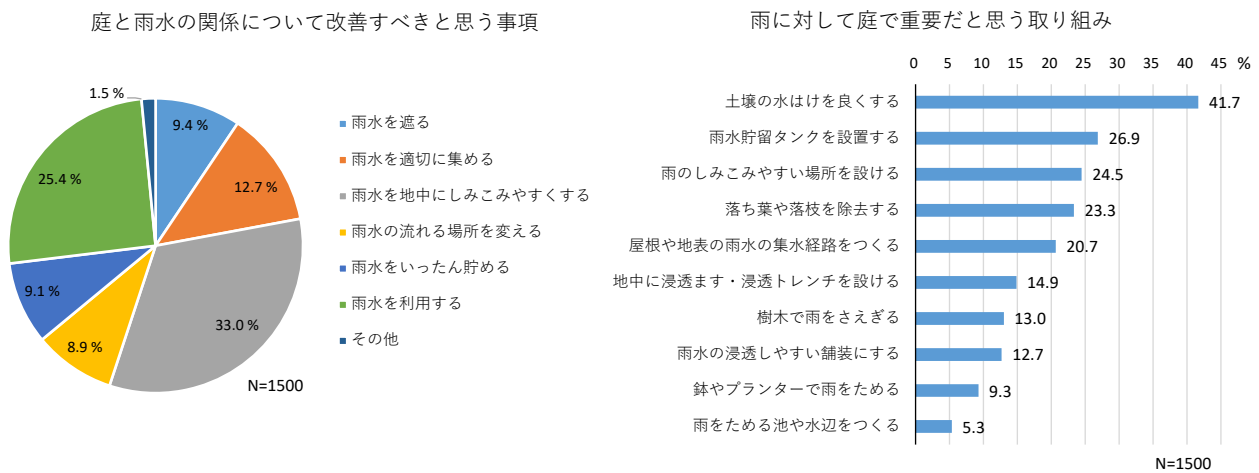 庭と雨水の関係について改善すべきと思う事項
1.5 %
9.4 %
12.7 %
25.4 %
33.0 %
9.1 %
8.9 %
雨水を遮る
雨水を適切に集める
雨水を地中にしみこみやすくする
雨水の流れる場所を変える
雨水をいったん貯める
雨水を利用する
その他
N=1500
雨に対して庭で重要だと思う取り組み
0 5 10 15 20 25 30 35 40 45 %
土壌の水はけを良くする 41.7
雨水貯留タンクを設置する 26.9
雨のしみこみやすい場所を設ける 24.5
落ち葉や落枝を除去する 23.3
屋根や地表の雨水の集水経路をつくる 20.7
地中に浸透ます・浸透トレンチを設ける 14.9
樹木で雨をさえぎる 13.0
雨水の浸透しやすい舗装にする 12.7
鉢やプランターで雨をためる 9.3
雨をためる池や水辺をつくる 5.3
N=1500